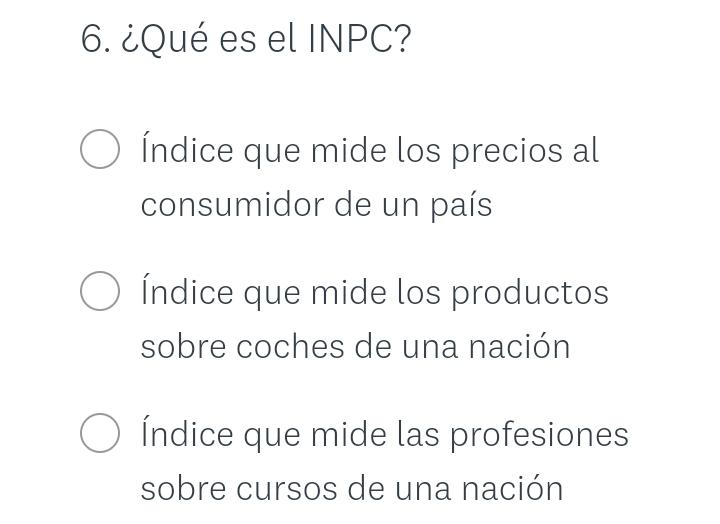 6. ¿Qué es el INPC?
Índice que mide los precios al
consumidor de un país
Índice que mide los productos
sobre coches de una nación
Índice que mide las profesiones
sobre cursos de una nación